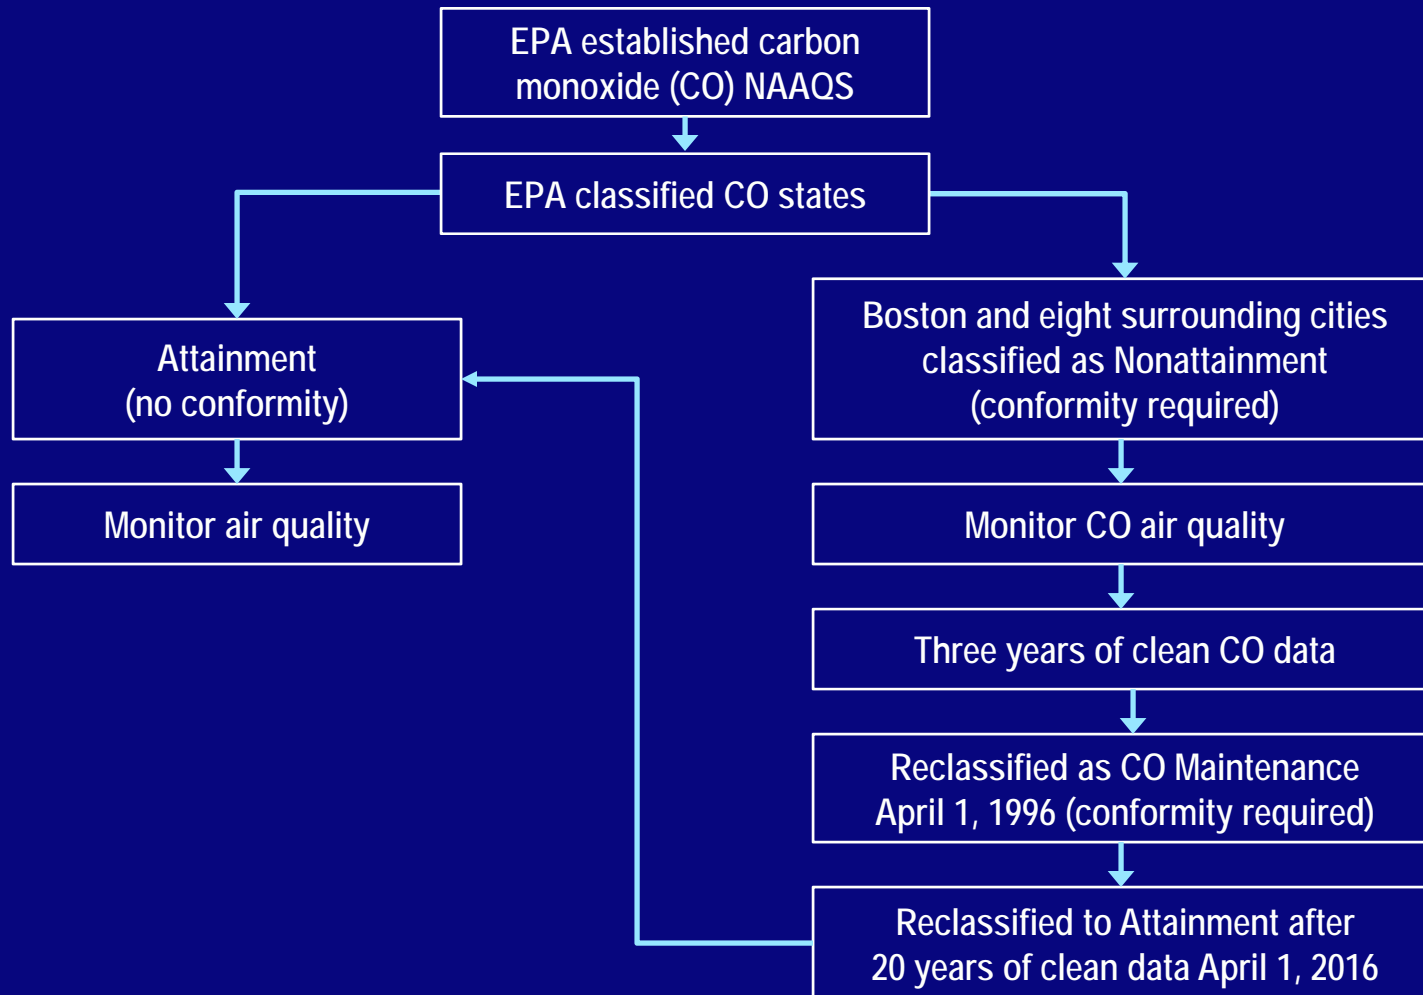 EPA established carbon
monoxide (CO) NAAQS
EPA classified CO states
Attainment
(no conformity)
Monitor air quality
Boston and eight surrounding cities
classified as Nonattainment
(conformity required)
Monitor CO air quality
Three years of clean CO data
Reclassified as CO Maintenance
April 1, 1996 (conformity required)
Reclassified to Attainment after
20 years of clean data April 1, 2016